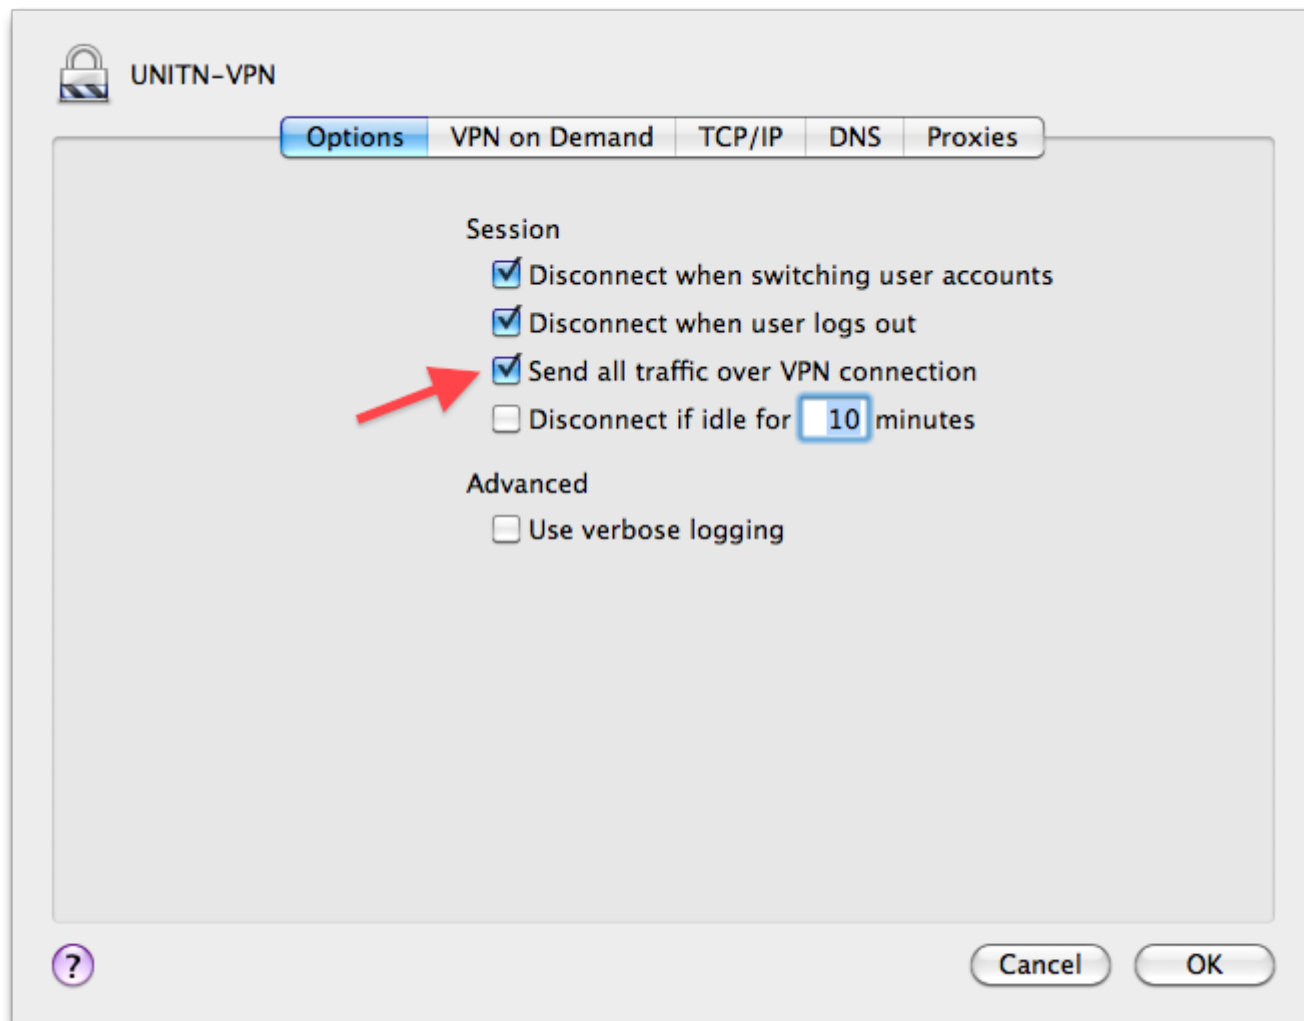 UNITN-VPN
Options VPN on Demand TCP/IP DNS Proxies
Session
Disconnect when switching user accounts
Disconnect when user logs out
Send all traffic over VPN connection
Disconnect if idle for 10 minutes
Advanced
Use verbose logging
? Cancel OK